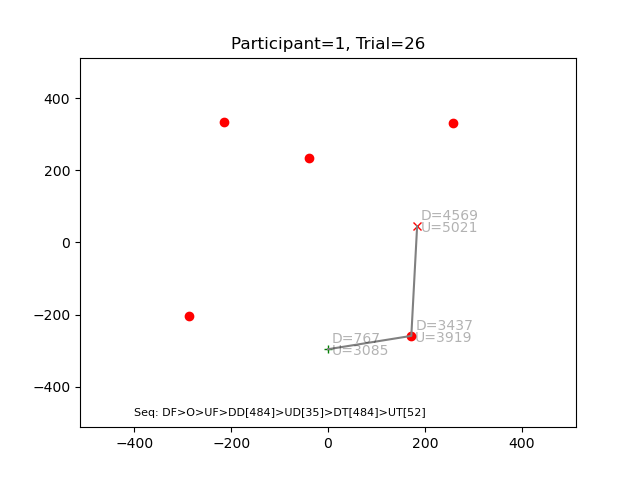 Participant=1, Trial=26
400
200
0
−200
−400
D=4569
U=5021
D=3437
U=3919
D=767
U=3085
Seq: DF>O>UF>DD[484]>UD[35]>DT[484]>UT[52]
−400 −200 0 200 400